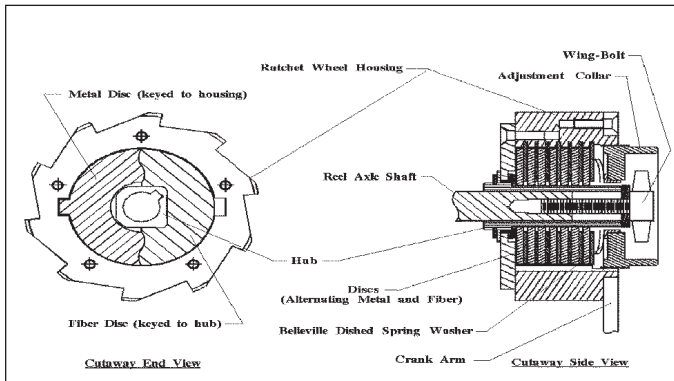 Wing-Bolt
Ratchet Wheel Housing
Adjustment Collar
Metal Disc (keyed to housing)
Reel Axle Shaft
Hub
Discs
(Alternating Metal and Fiber)
Fiber Disc (keyed to hub)
Belleville Dished Spring Washer
Crank Arm
Cutaway End View
Cutaway Side View